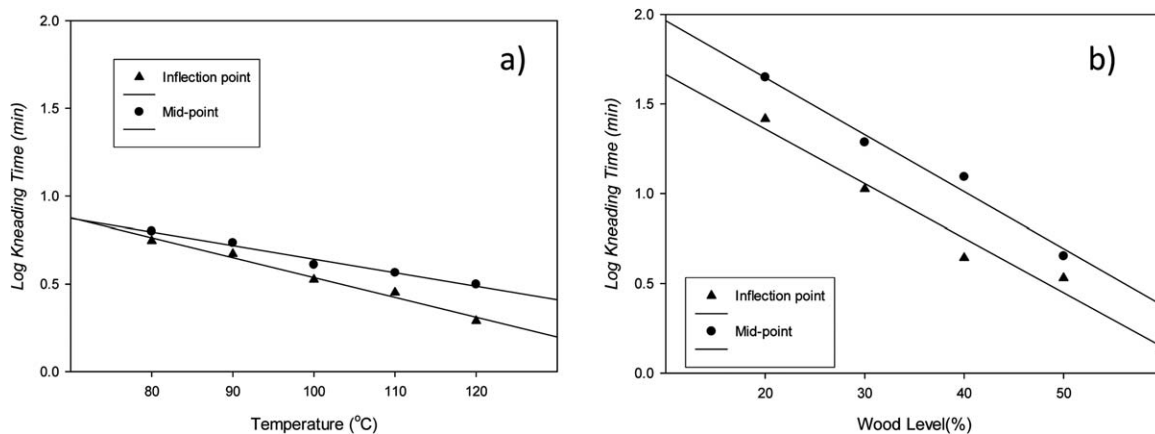 a)
2.0
1.5
1.0
0.5
0.0
Log Kneading Time (min)
Inflection point
Mid-point
80 90 100 110 120
Temperature (°C)
b)
2.0
1.5
1.0
0.5
0.0
Log Kneading Time (min)
Inflection point
Mid-point
20 30 40 50
Wood Level(%)